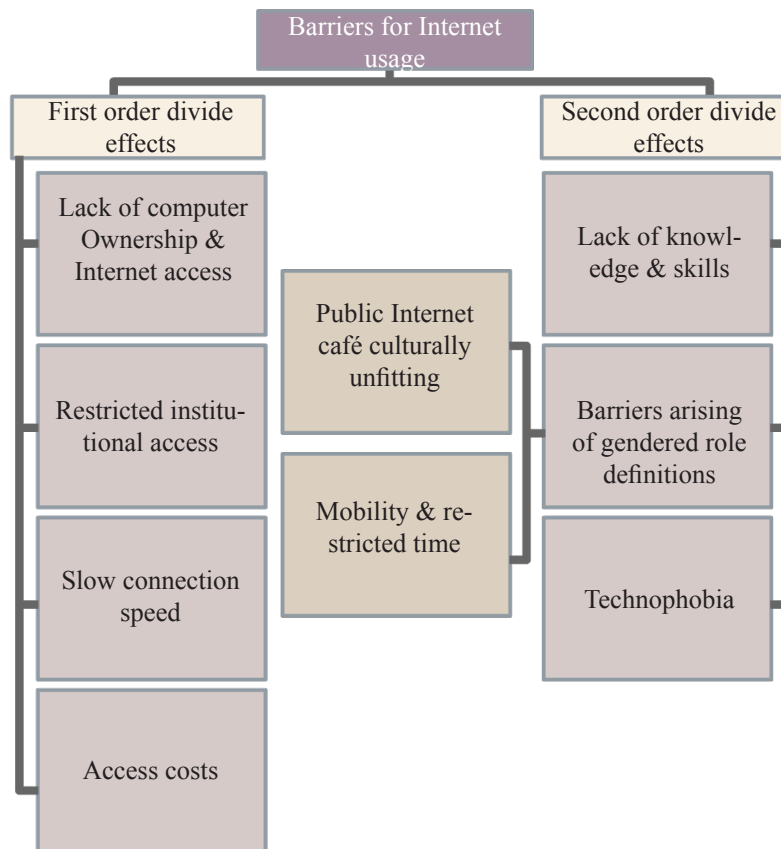 Barriers for Internet
usage
First order divide
effects
Second order divide
effects
Lack of computer
Ownership &
Internet access
Restricted institu-
tional access
Slow connection
speed
Access costs
Public Internet
café culturally
unfitting
Mobility & re-
stricted time
Lack of knowl-
edge & skills
Barriers arising
of gendered role
definitions
Technophobia